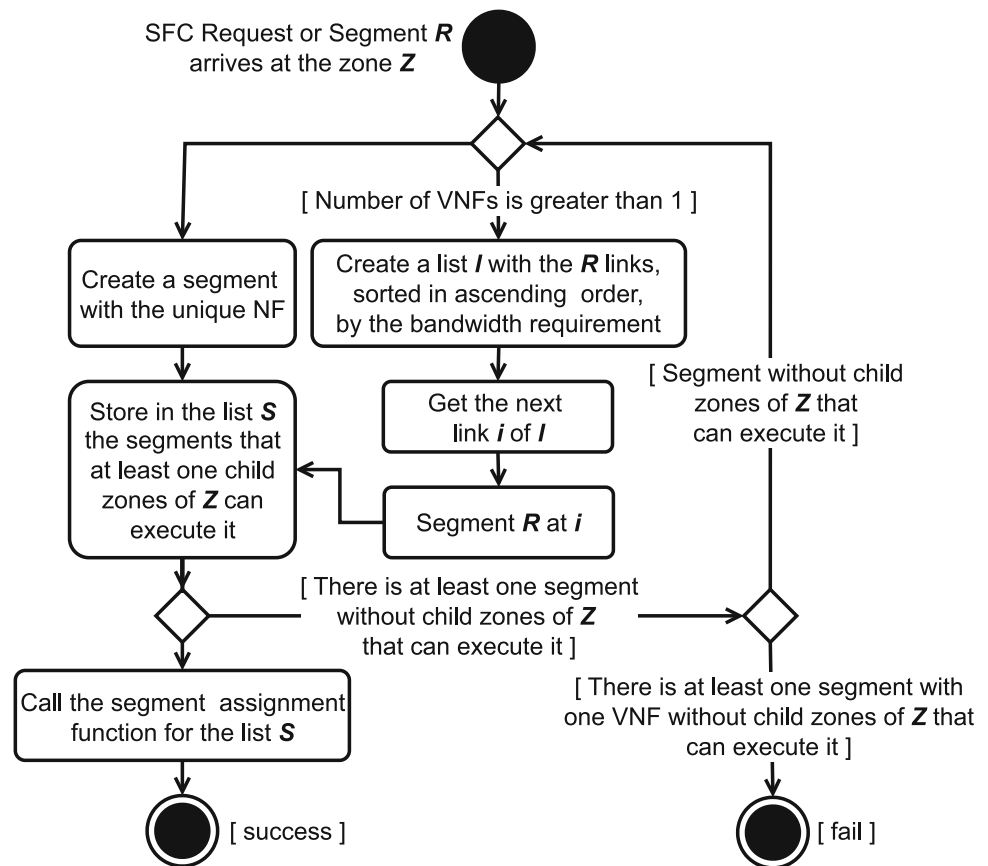 SFC Request or Segment R
arrives at the zone Z
[ Number of VNFs is greater than 1 ]
Create a segment
with the unique NF
Create a list l with the R links,
sorted in ascending order,
by the bandwidth requirement
[ Segment without child
zones of Z that
can execute it ]
Get the next
link i of l
Store in the list S
the segments that
at least one child
zones of Z can
execute it
Segment R at i
[ There is at least one segment
without child zones of Z
that can execute it ]
Call the segment assignment
function for the list S
[ There is at least one segment with
one VNF without child zones of Z that
can execute it ]
[ success ]
[ fail ]